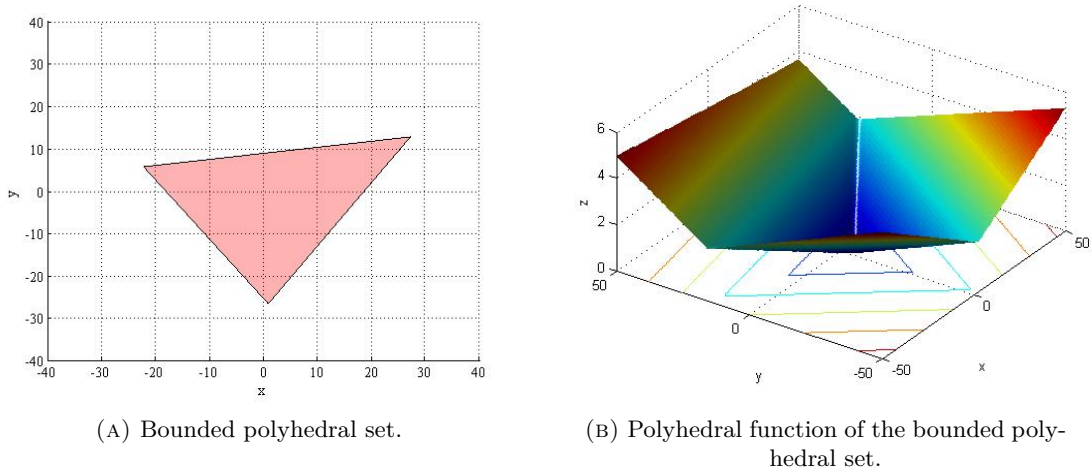 40
30
20
10
0
-10
-20
-30
-40
y
-40 -30 -20 -10 0 10 20 30 40
x
6
4
2
0
z
50
0
-50
y
-50
0
50
x
(A) Bounded polyhedral set.
(B) Polyhedral function of the bounded poly-
hedral set.